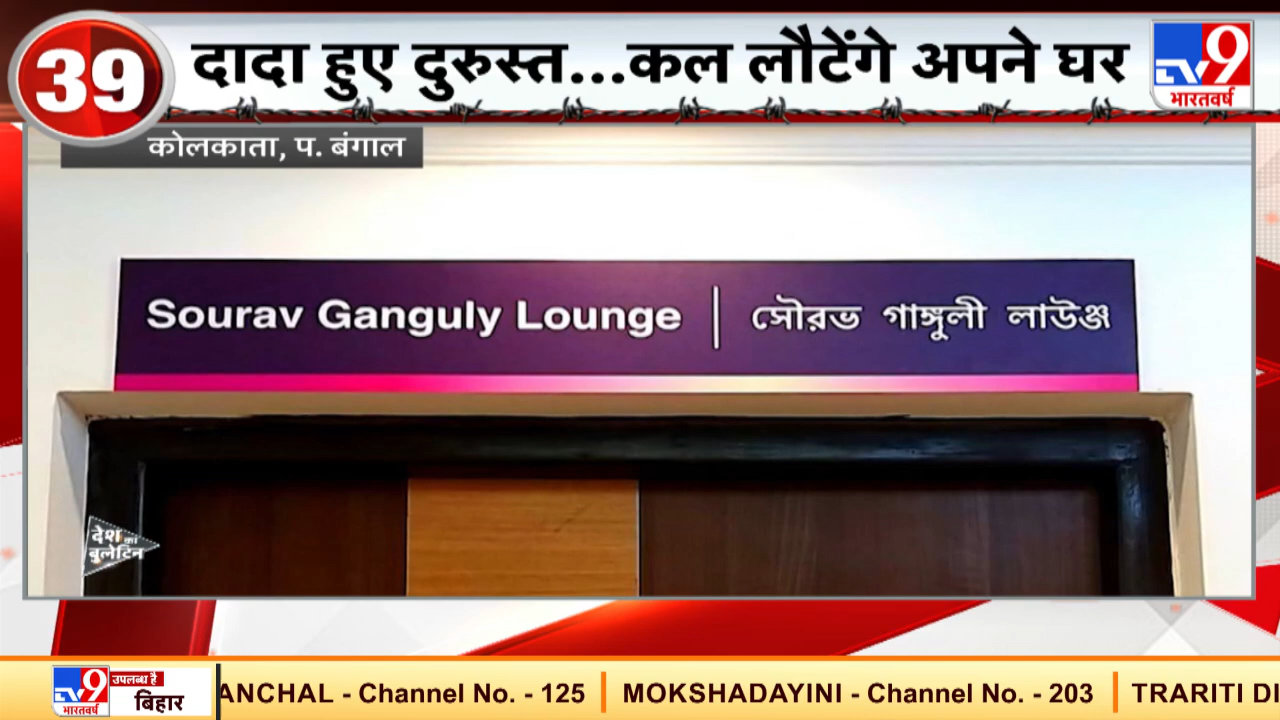 39
दादा हुए दुरुस्त...कल लौटेंगे अपने घर
TV9
भारतवर्ष
कोलकाता, प. बंगाल
Sourav Ganguly Lounge | সৌরভ গাঙ্গুলী লাউঞ্জ
देश का
बुलेटिन
TV9
भारतवर्ष
उपलब्ध है
बिहार
ANCHAL - Channel No. - 125 | MOKSHADAYINI - Channel No. - 203 | TRARITI DI